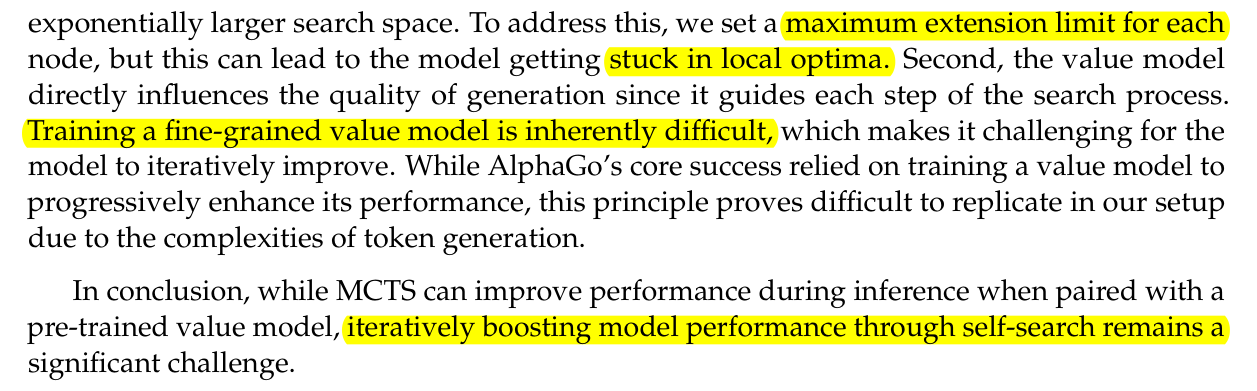 exponentially larger search space. To address this, we set a maximum extension limit for each
node, but this can lead to the model getting stuck in local optima. Second, the value model
directly influences the quality of generation since it guides each step of the search process.
Training a fine-grained value model is inherently difficult, which makes it challenging for the
model to iteratively improve. While AlphaGo’s core success relied on training a value model to
progressively enhance its performance, this principle proves difficult to replicate in our setup
due to the complexities of token generation.
In conclusion, while MCTS can improve performance during inference when paired with a
pre-trained value model, iteratively boosting model performance through self-search remains a
significant challenge.